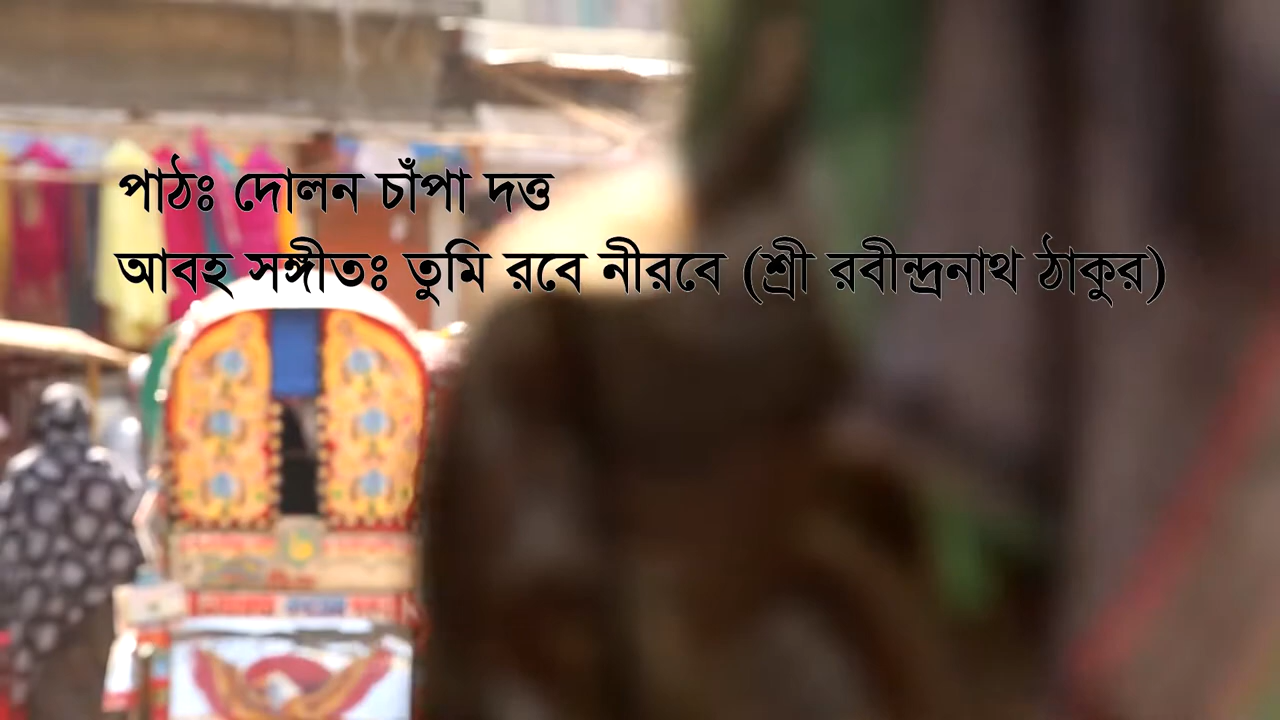 পাঠঃ দোলন চাঁপা দত্ত
আবহ সঙ্গীতঃ তুমি রবে নীরবে (শ্রী রবীন্দ্রনাথ ঠাকুর)